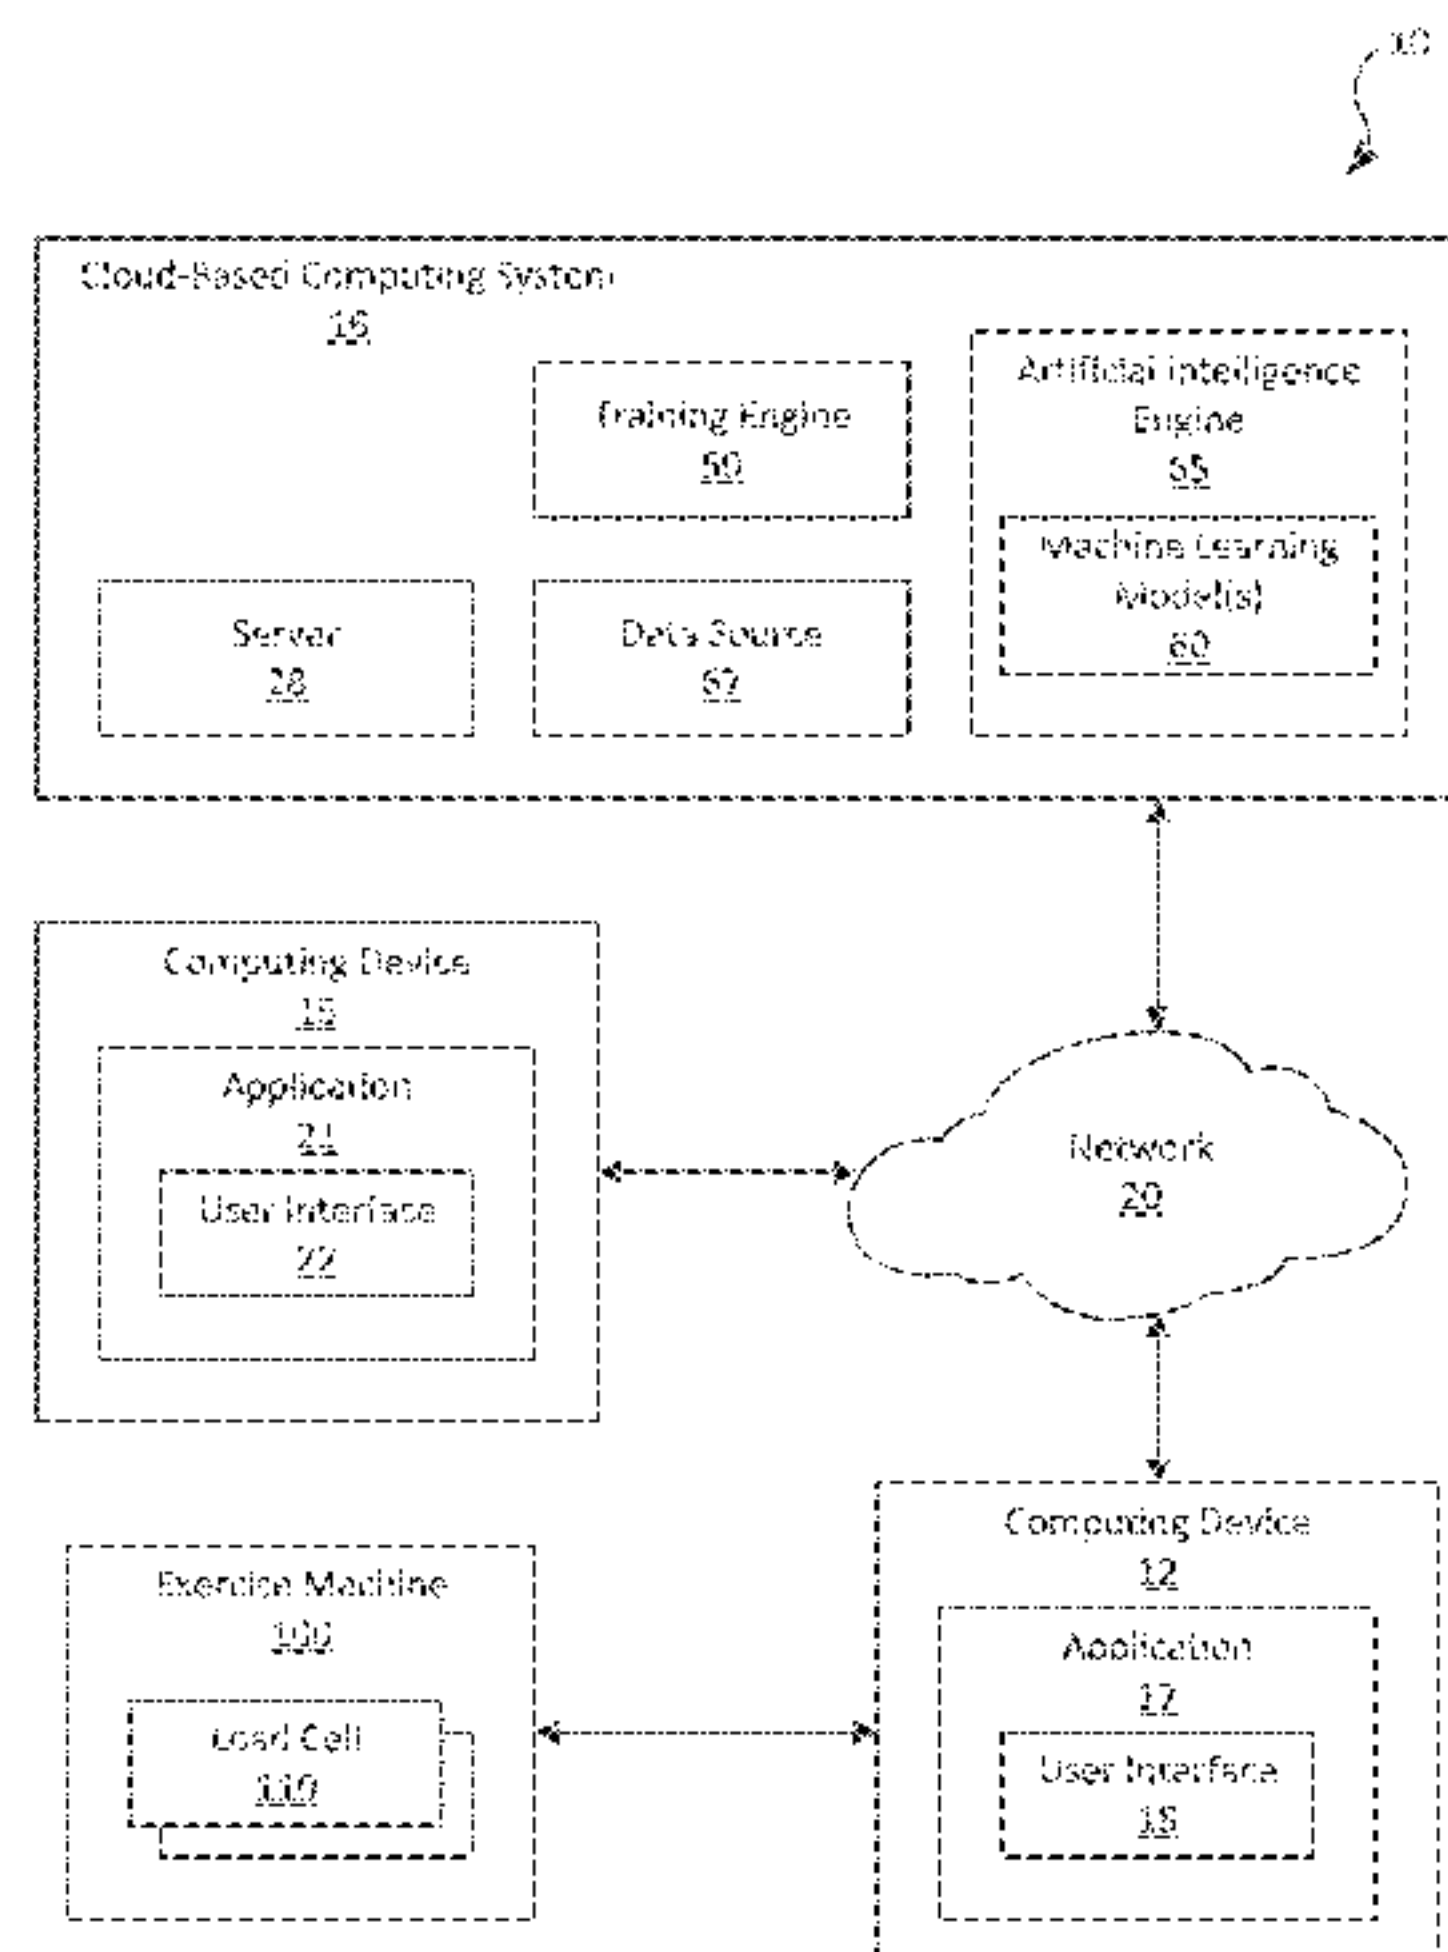 10
Cloud-Based Computing System
16
Training Engine
50
Artificial Intelligence
Engine
65
Machine Learning
Model(s)
60
Server
28
Data Source
67
Computing Device
15
Application
21
User Interface
22
Network
20
Computing Device
12
Application
17
User Interface
18
Exercise Machine
100
Load Cell
110